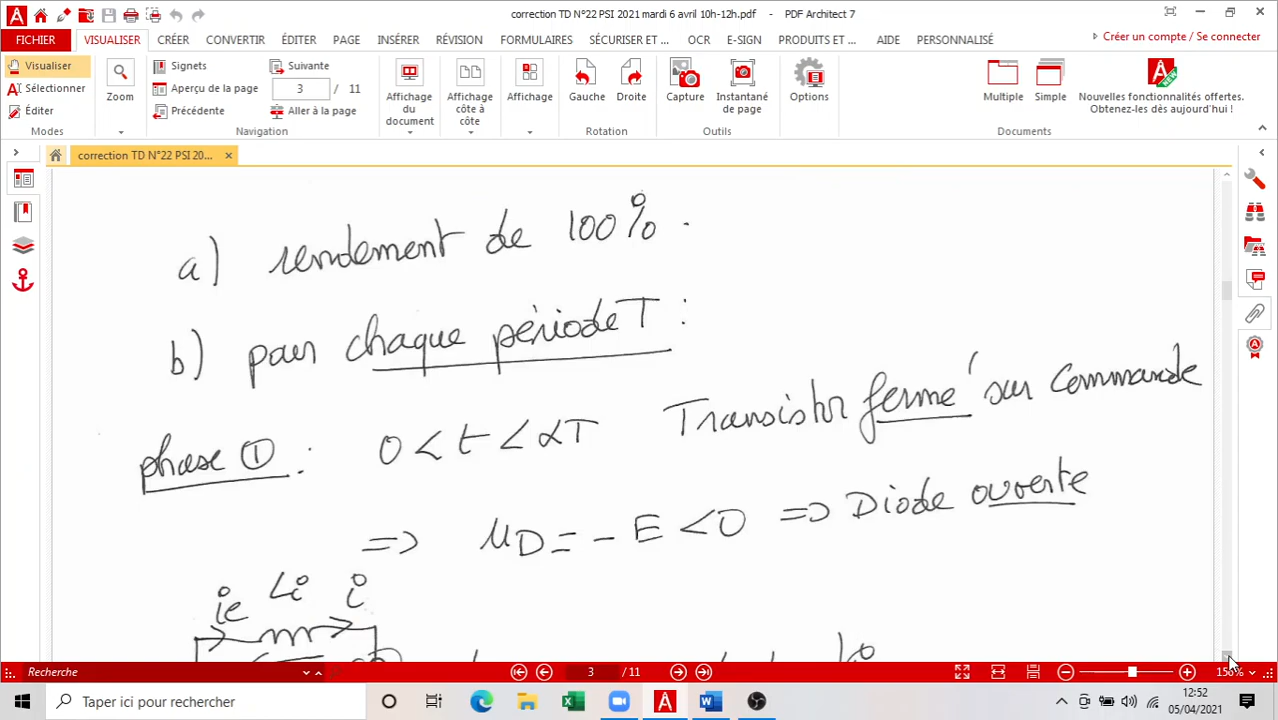 correction TD N°22 PSI 2021 mardi 6 avril 10h-12h.pdf - PDF Architect 7
FICHIER VISUALISER CRÉER CONVERTIR ÉDITER PAGE INSÉRER RÉVISION FORMULAIRES SÉCURISER ET ... OCR E-SIGN PRODUITS ET ... AIDE PERSONNALISÉ Créer un compte / Se connecter
Visualiser
Sélectionner
Éditer
Modes
Zoom
Signets
Aperçu de la page
Précédente
Suivante
3 / 11
Aller à la page
Navigation
Affichage du document
Affichage côte à côte
Affichage
Gauche
Droite
Rotation
Capture
Instantané de page
Outils
Options
Multiple
Simple
Documents
Nouvelles fonctionnalités offertes.
Obtenez-les dès aujourd'hui !
correction TD N°22 PSI 20...
a) rendement de 100% .
b) pour chaque période T :
phase ① : 0 < t < αT Transistor fermé sur commande
=> uD = - E < 0 => Diode ouverte
ie Li i
Recherche
3 / 11
156%
Taper ici pour rechercher
12:52
05/04/2021